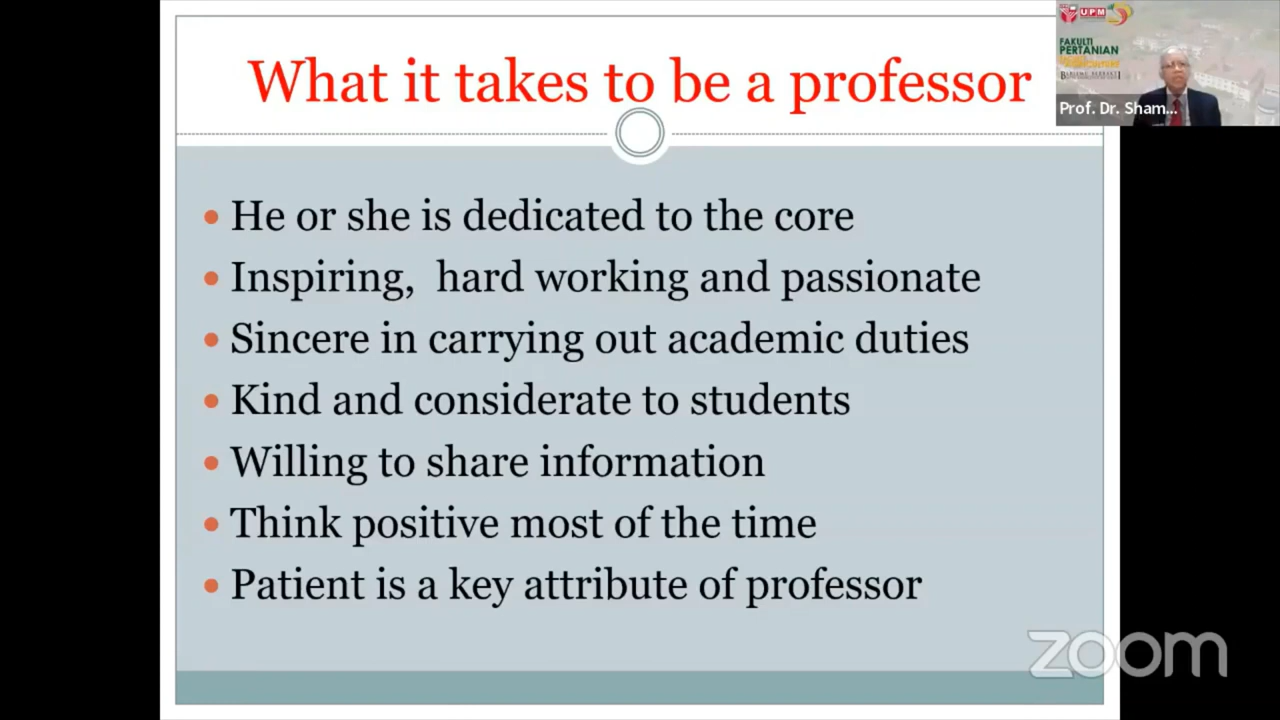 What it takes to be a professor
He or she is dedicated to the core
Inspiring, hard working and passionate
Sincere in carrying out academic duties
Kind and considerate to students
Willing to share information
Think positive most of the time
Patient is a key attribute of professor
UPM
FAKULTI
PERTANIAN
Prof. Dr. Sham...
zoom